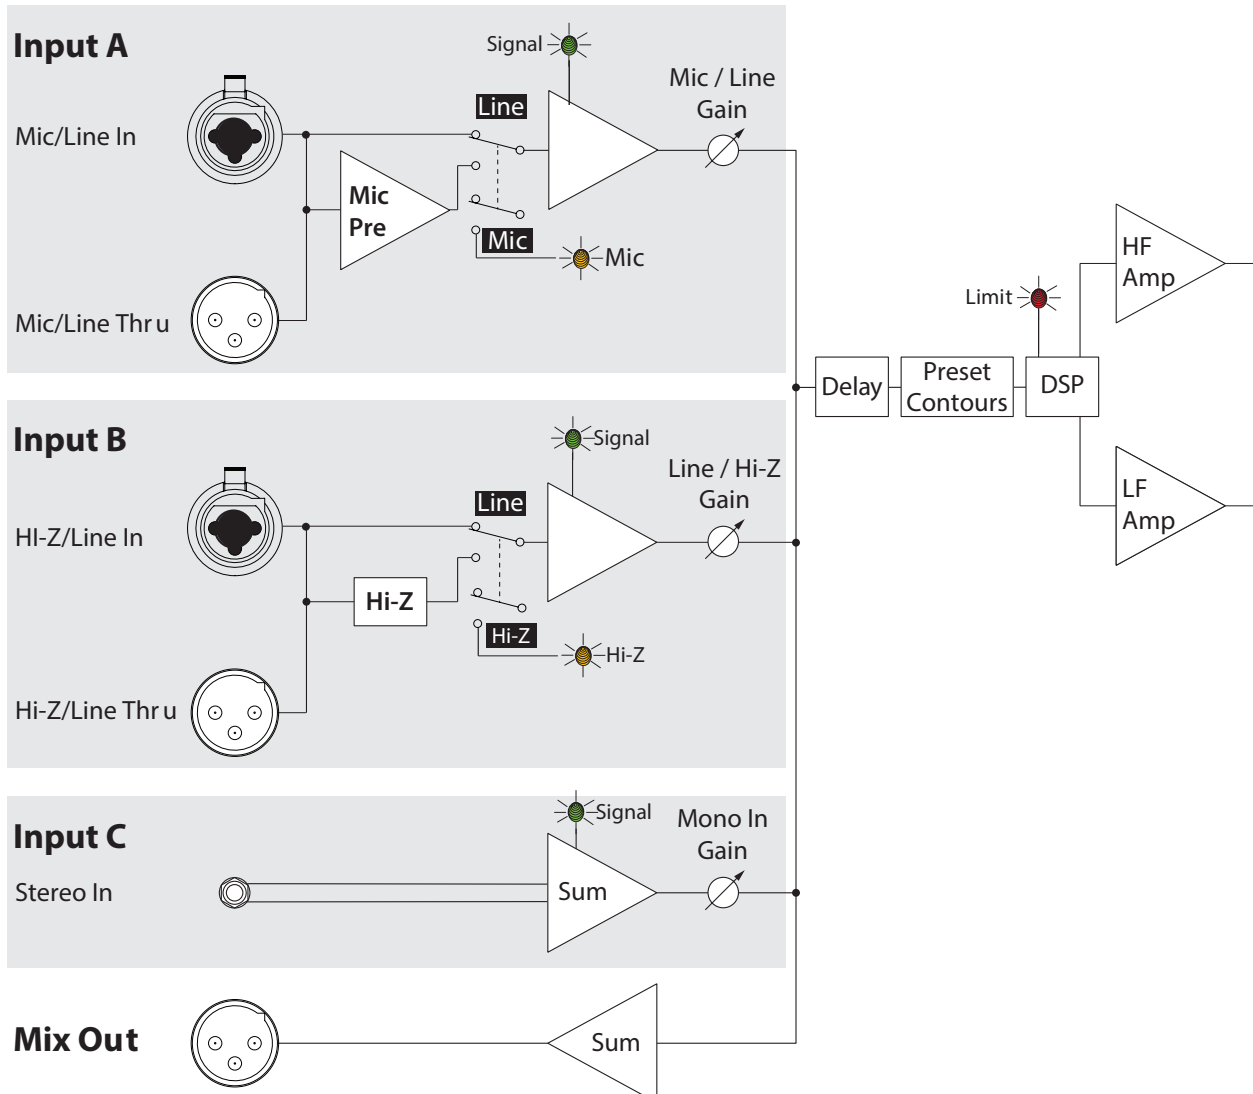 Input A
Signal
Mic / Line
Gain
Line
Mic/Line In
Mic
Pre
Mic
Mic
Mic/Line Thru
HF
Amp
Limit
Delay
Preset
Contours
DSP
LF
Amp
Input B
Signal
Line / Hi-Z
Gain
Line
HI-Z/Line In
Hi-Z
Hi-Z
Hi-Z
Hi-Z/Line Thru
Input C
Signal
Mono In
Gain
Stereo In
Sum
Mix Out
Sum